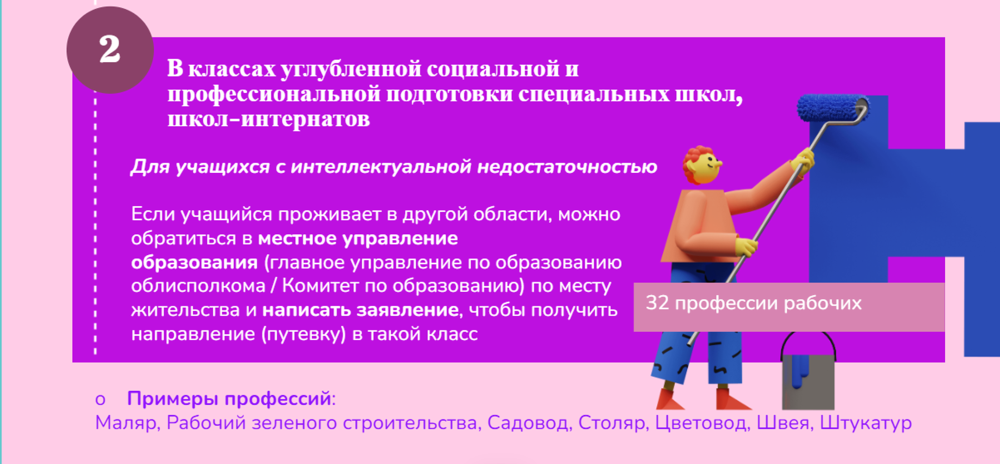 2
В классах углубленной социальной и
профессиональной подготовки специальных школ,
школ-интернатов
Для учащихся с интеллектуальной недостаточностью
Если учащийся проживает в другой области, можно
обратиться в местное управление
образования (главное управление по образованию
облисполкома / Комитет по образованию) по месту
жительства и написать заявление, чтобы получить
направление (путевку) в такой класс
32 профессии рабочих
o Примеры профессий:
Маляр, Рабочий зеленого строительства, Садовод, Столяр, Цветовод, Швея, Штукатур